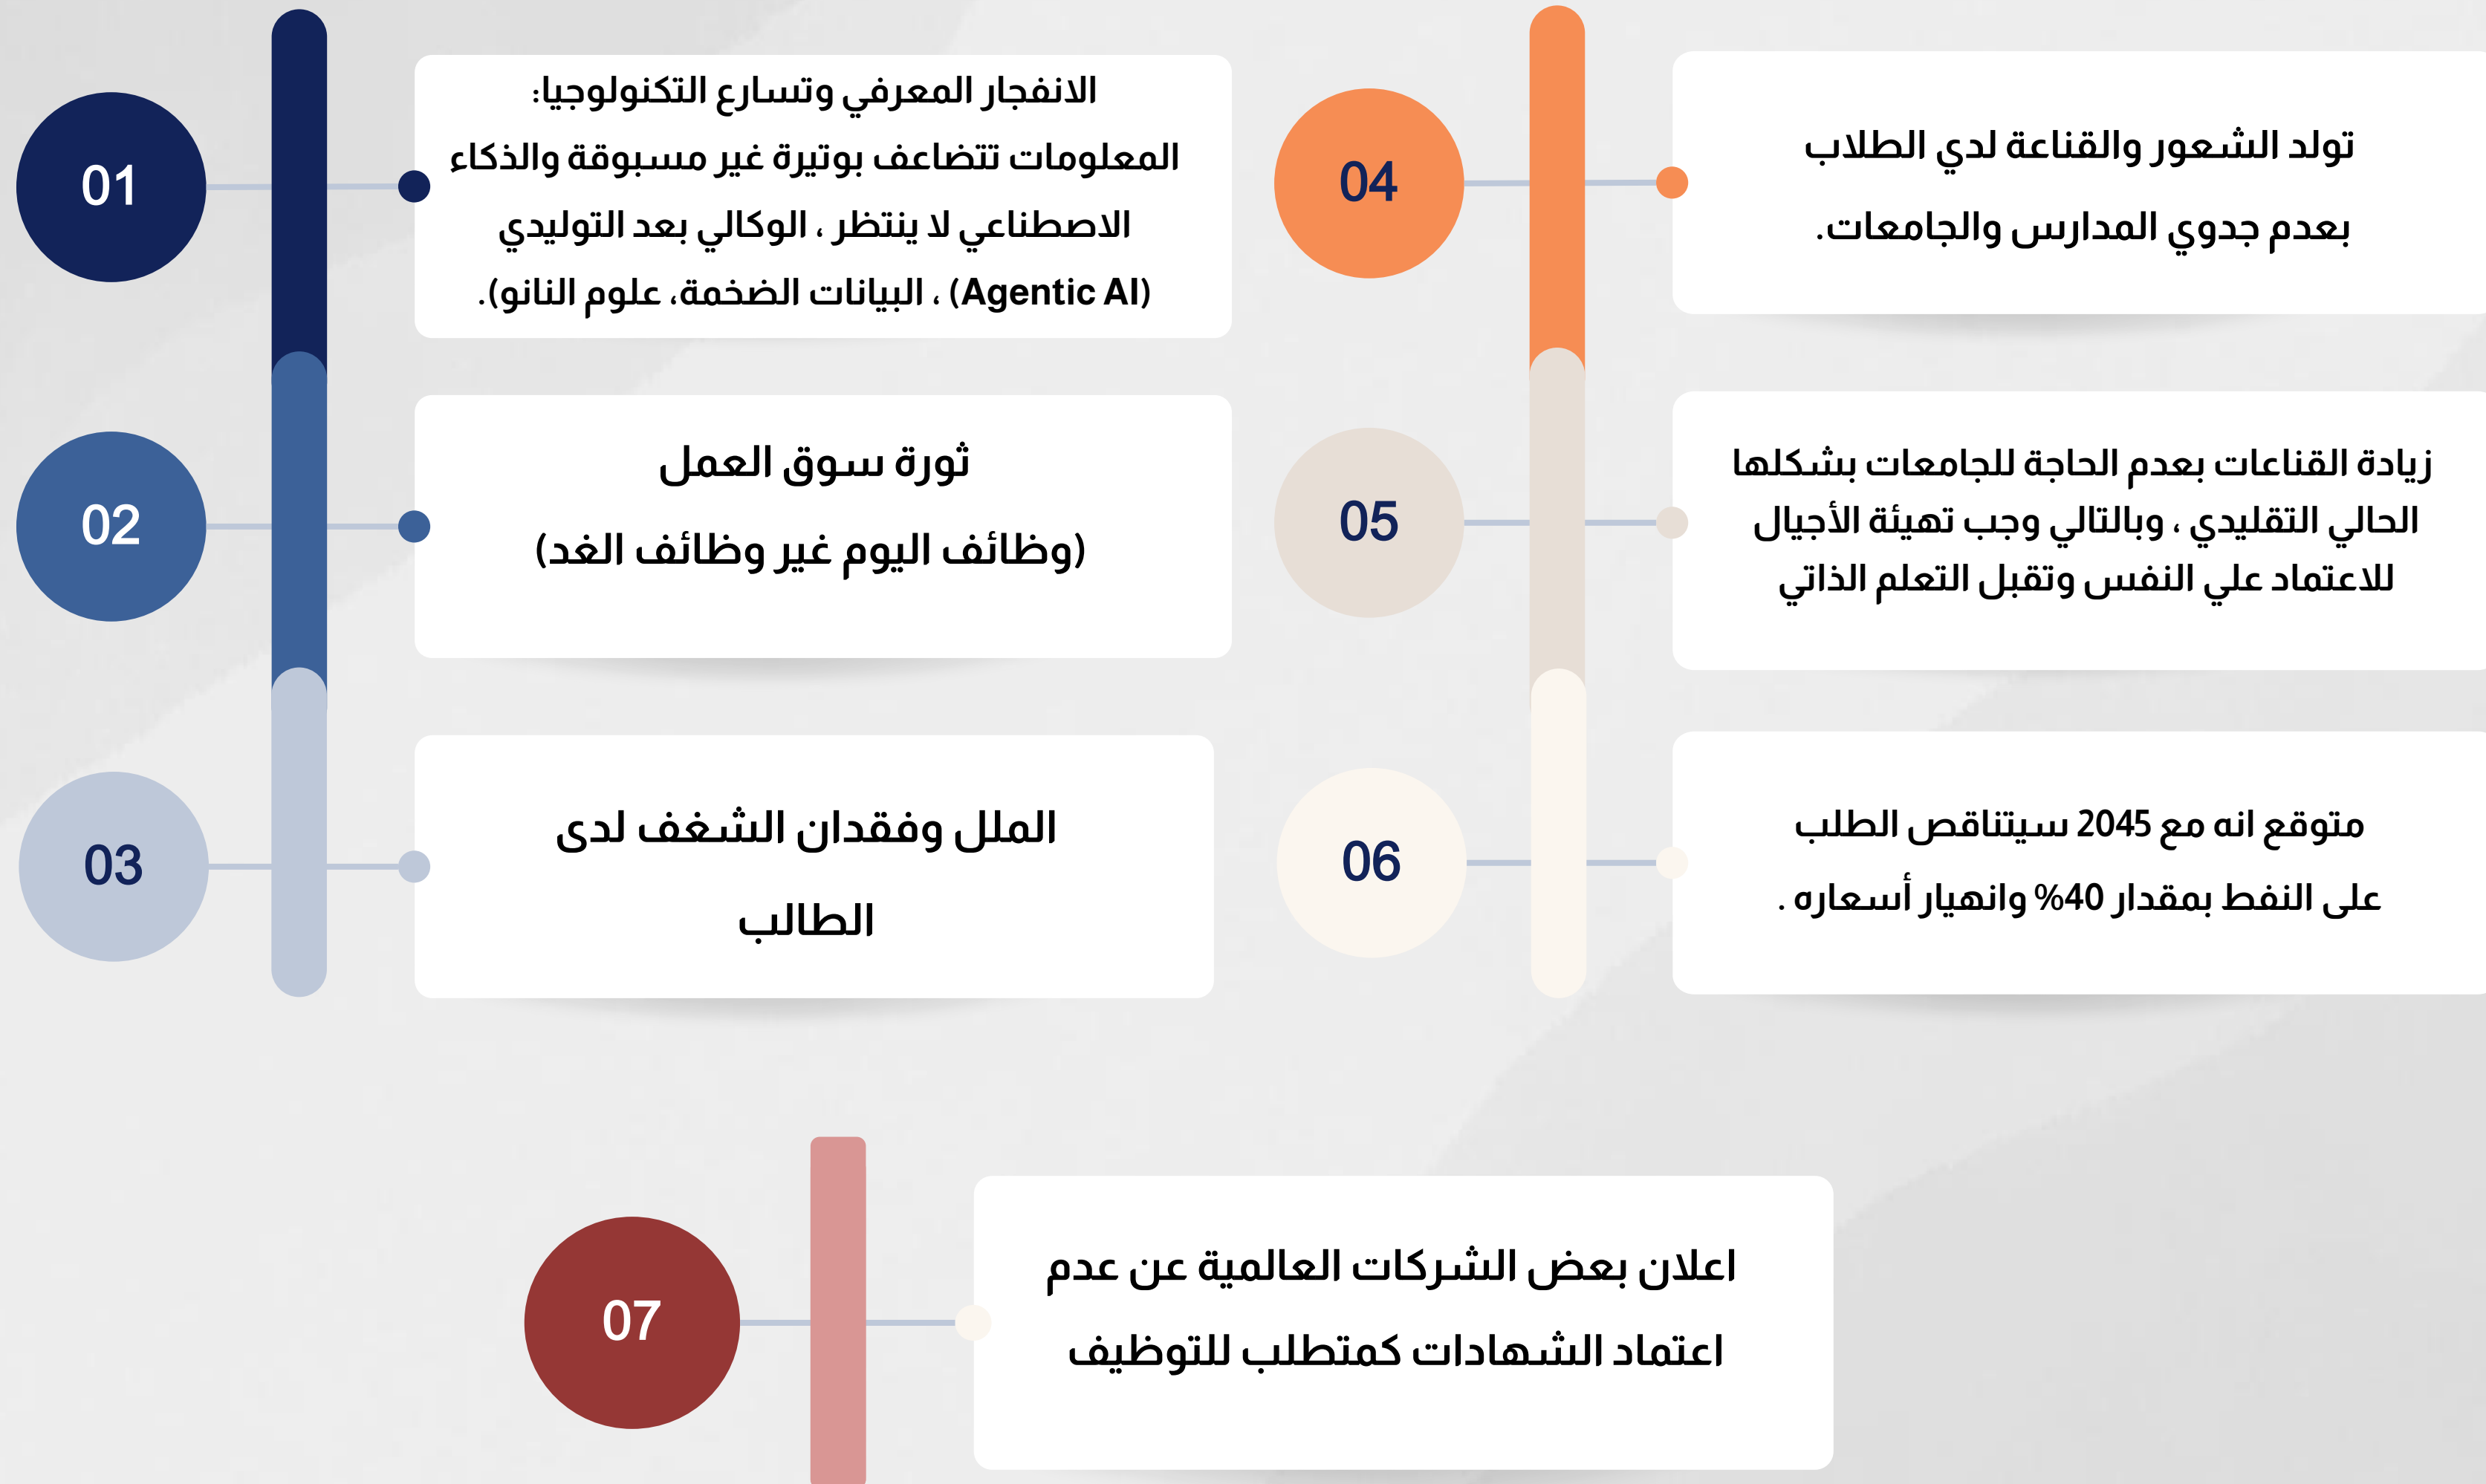 01
الانفجار المعرفي وتسارع التكنولوجيا:
المعلومات تتضاعف بوتيرة غير مسبوقة والذكاء
الاصطناعي لا ينتظر ، الوكالي بعد التوليدي
(Agentic AI) ، البيانات الضخمة، علوم النانو).
02
ثورة سوق العمل
(وظائف اليوم غير وظائف الغد)
03
الملل وفقدان الشغف لدى
الطالب
04
تولد الشعور والقناعة لدي الطلاب
بعدم جدوي المدارس والجامعات.
05
زيادة القناعات بعدم الحاجة للجامعات بشكلها
الحالي التقليدي ، وبالتالي وجب تهيئة الأجيال
للاعتماد علي النفس وتقبل التعلم الذاتي
06
متوقع انه مع 2045 سيتناقص الطلب
على النفط بمقدار 40% وانهيار أسعاره .
07
اعلان بعض الشركات العالمية عن عدم
اعتماد الشهادات كمتطلب للتوظيف